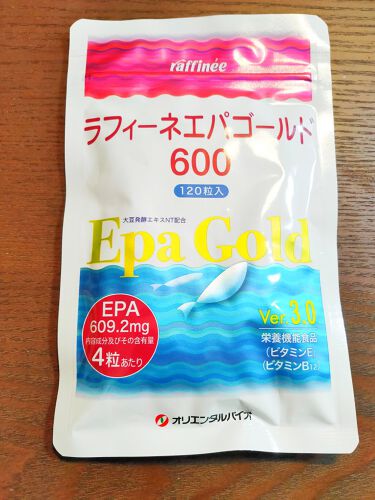 raffinée
ラフィーネエパゴールド
600
120粒入
大豆発酵エキスNT配合
Epa Gold
Ver.3.0
EPA
609.2mg
内容成分及びその含有量
4粒あたり
栄養機能食品
(ビタミンE)
(ビタミンB12)
オリエンタルバイオ